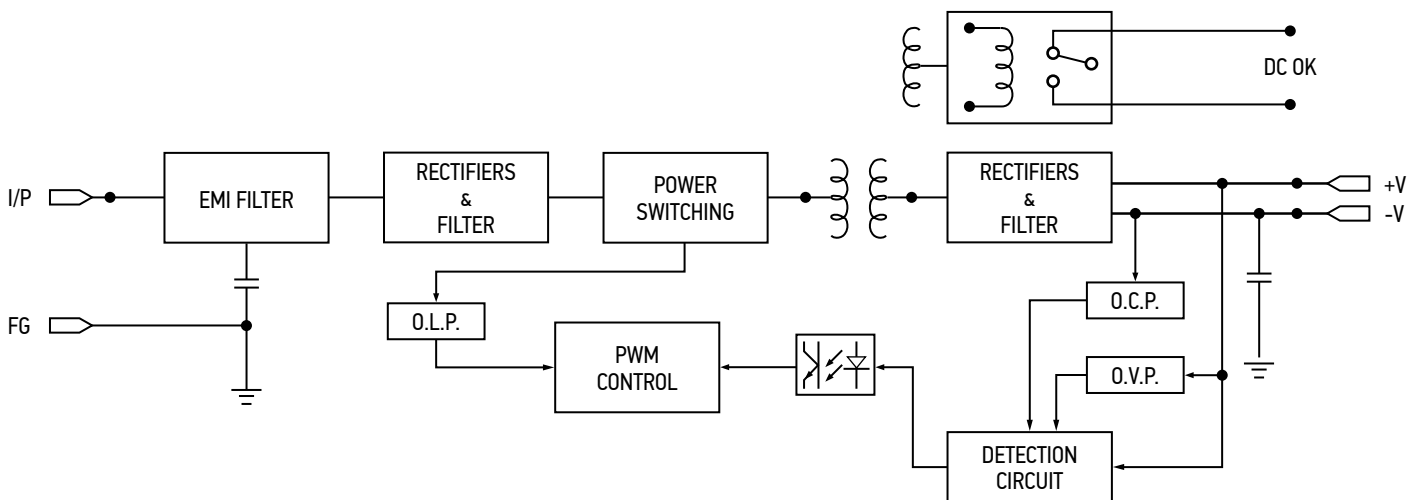 DC OK
I/P
EMI FILTER
RECTIFIERS
&
FILTER
POWER
SWITCHING
RECTIFIERS
&
FILTER
+V
-V
FG
O.L.P.
PWM
CONTROL
O.C.P.
O.V.P.
DETECTION
CIRCUIT